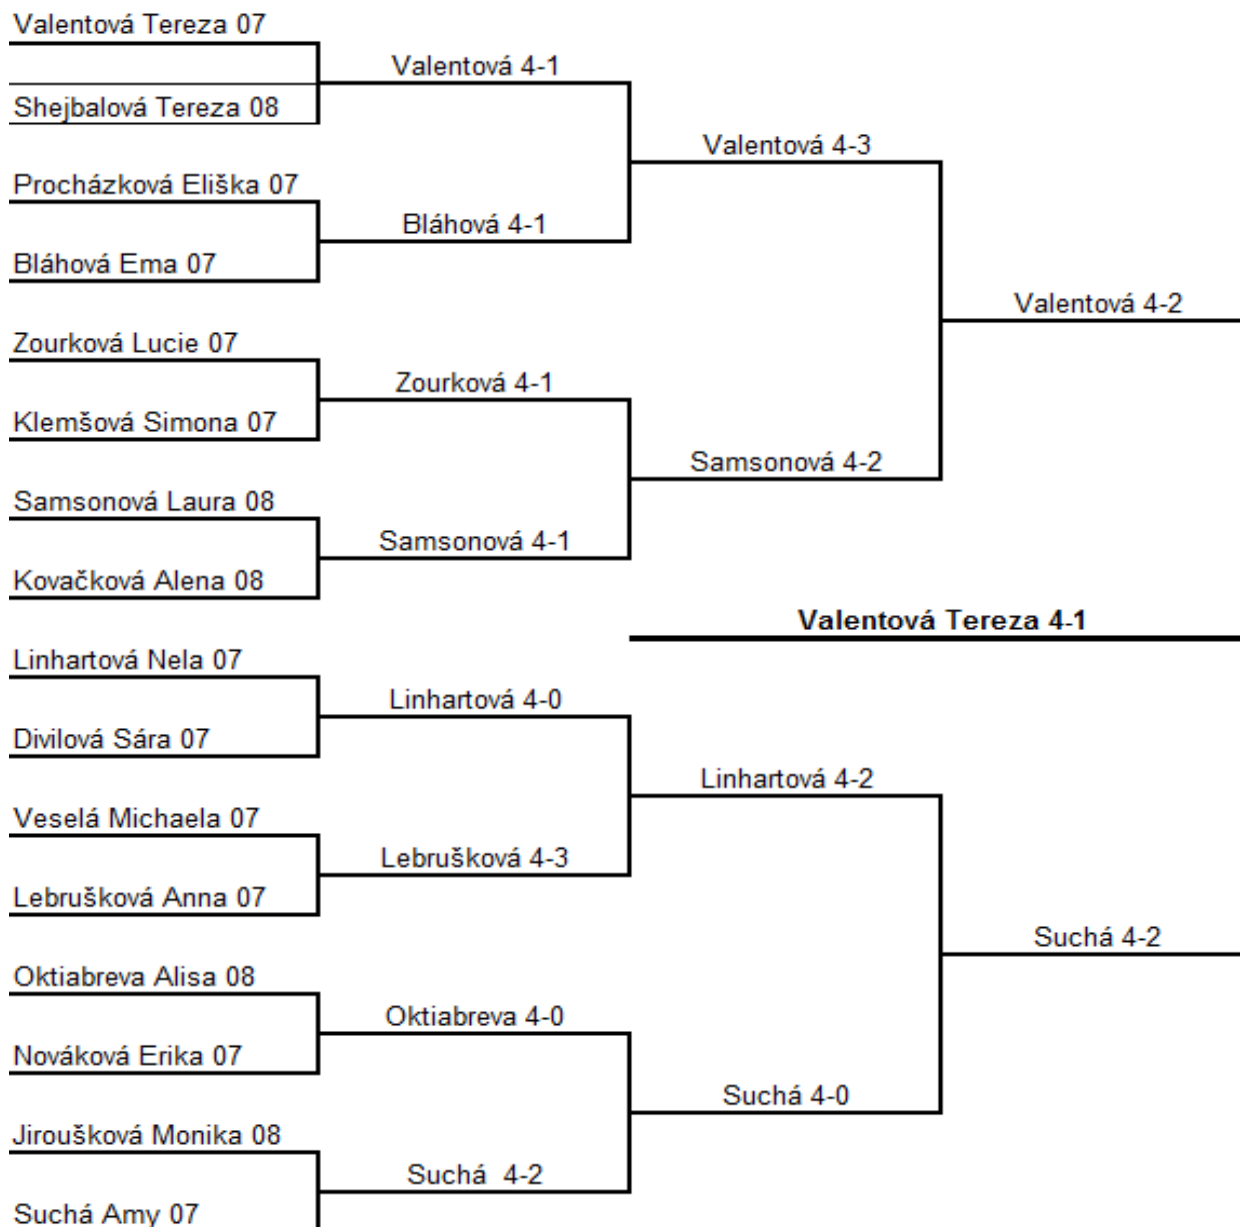 Valentová Tereza 07
Valentová 4-1
Shejbalová Tereza 08
Valentová 4-3
Procházková Eliška 07
Bláhová 4-1
Bláhová Ema 07
Valentová 4-2
Zourková Lucie 07
Zourková 4-1
Klemšová Simona 07
Samsonová 4-2
Samsonová Laura 08
Samsonová 4-1
Kovačková Alena 08
Valentová Tereza 4-1
Linhartová Nela 07
Linhartová 4-0
Divilová Sára 07
Linhartová 4-2
Veselá Michaela 07
Lebrušková 4-3
Lebrušková Anna 07
Suchá 4-2
Oktiabreva Alisa 08
Oktiabreva 4-0
Nováková Erika 07
Suchá 4-0
Jiroušková Monika 08
Suchá  4-2
Suchá Amy 07